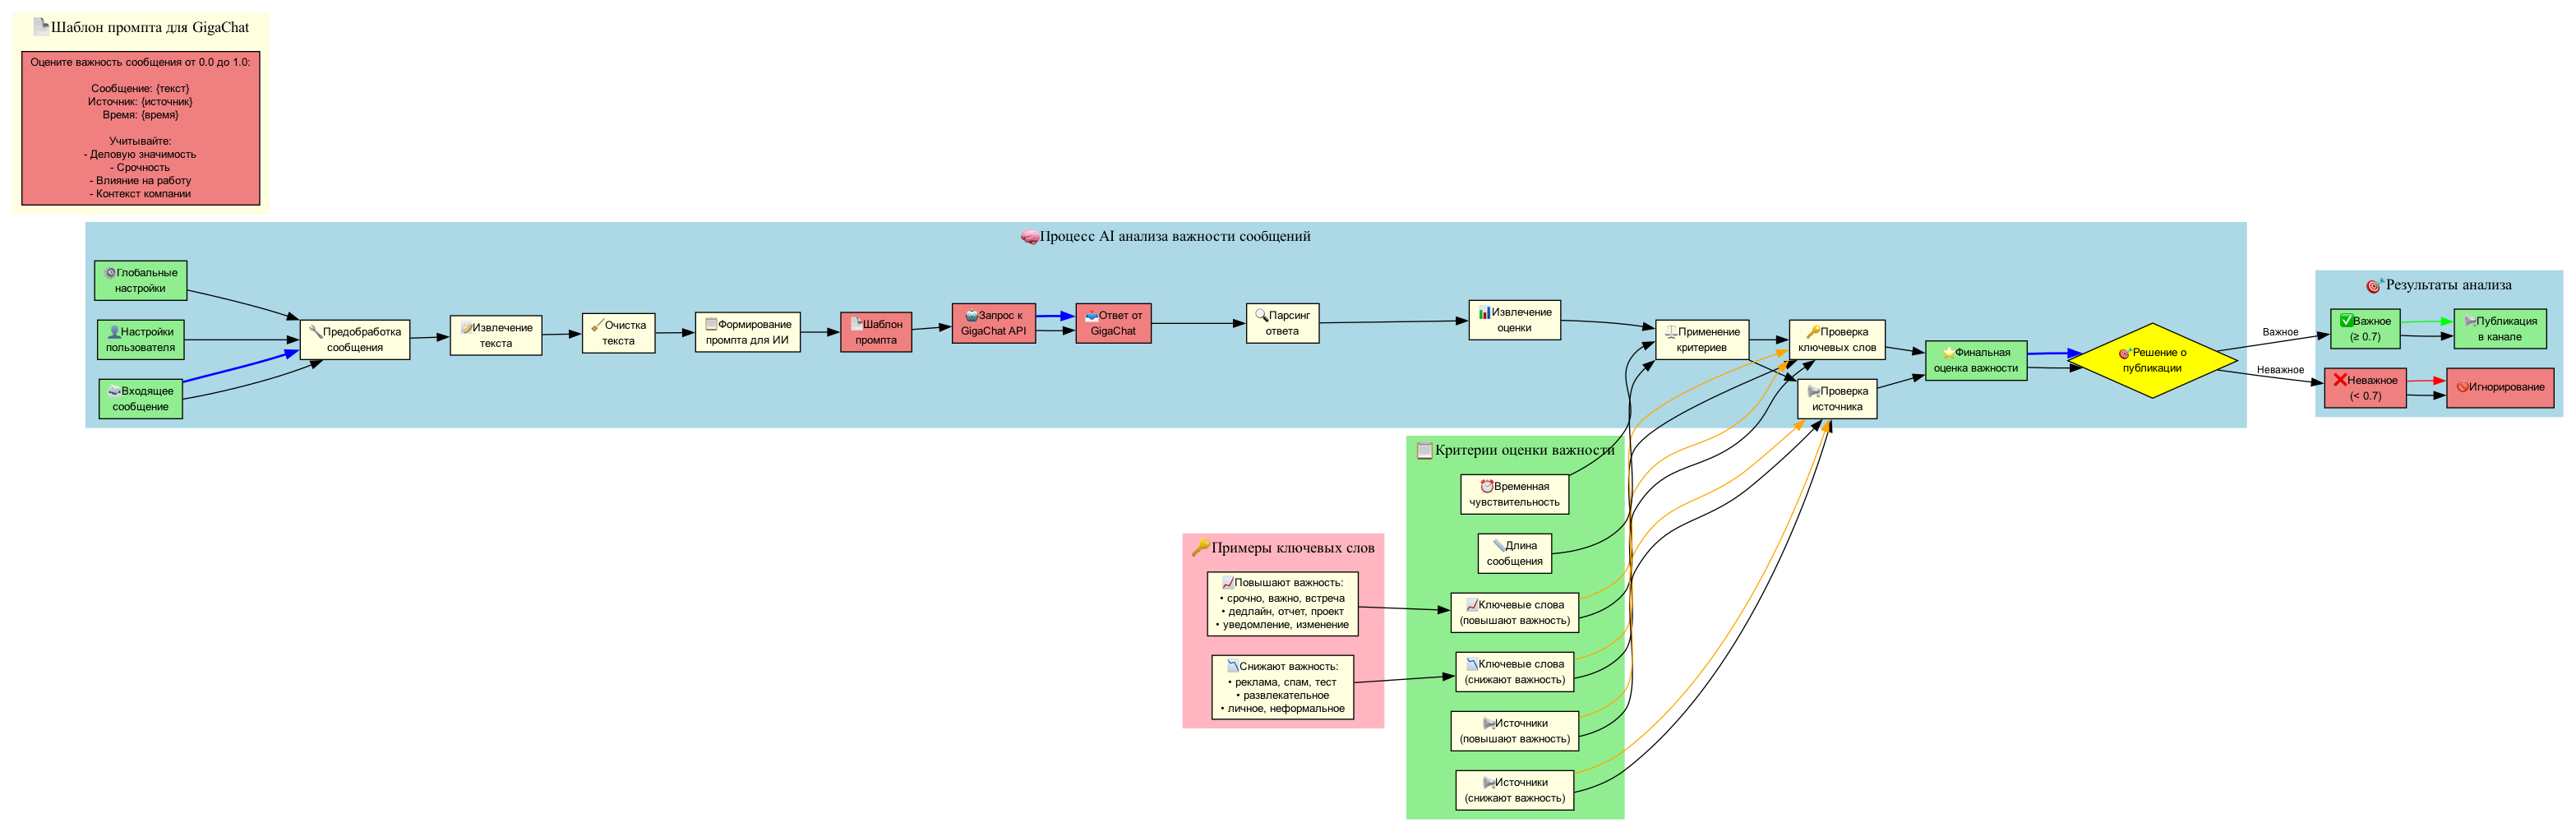 Шаблон промпта для GigaChat
Оцените важность сообщения от 0.0 до 1.0:
Сообщение: {текст}
Источник: {источник}
Время: {время}
Учитывайте:
- Деловую значимость
- Срочность
- Влияние на работу
- Контекст компании
Процесс AI анализа важности сообщений
Глобальные
настройки
Настройки
пользователя
Входящее
сообщение
Предобработка
сообщения
Извлечение
текста
Очистка
текста
Формирование
промпта для ИИ
Шаблон
промпта
Запрос к
GigaChat API
Ответ от
GigaChat
Парсинг
ответа
Извлечение
оценки
Применение
критериев
Проверка
ключевых слов
Проверка
источника
Финальная
оценка важности
Решение о
публикации
Важное
Неважное
Результаты анализа
Важное
(≥ 0.7)
Публикация
в канале
Неважное
(< 0.7)
Игнорирование
Критерии оценки важности
Временная
чувствительность
Длина
сообщения
Ключевые слова
(повышают важность)
Ключевые слова
(снижают важность)
Источники
(повышают важность)
Источники
(снижают важность)
Примеры ключевых слов
Повышают важность:
• срочно, важно, встреча
• дедлайн, отчет, проект
• уведомление, изменение
Снижают важность:
• реклама, спам, тест
• развлекательное
• личное, неформальное